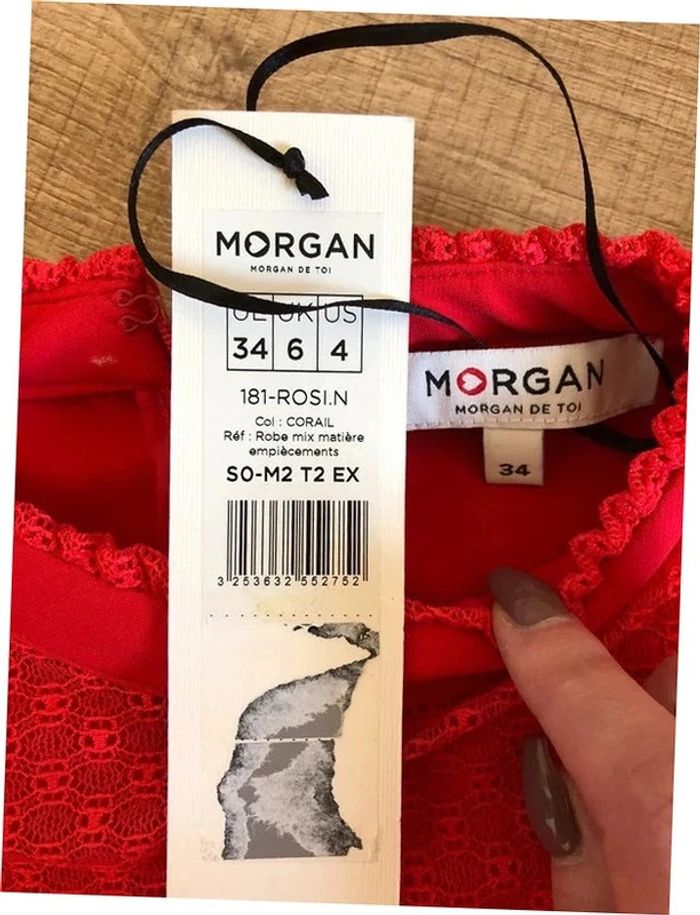 MORGAN
MORGAN DE TOI
UE UK US
34 6 4
181-ROSI.N
Col : CORAIL
Réf : Robe mix matière
empiècements
SO-M2 T2 EX
3 253632 552752
MORGAN
MORGAN DE TOI
34